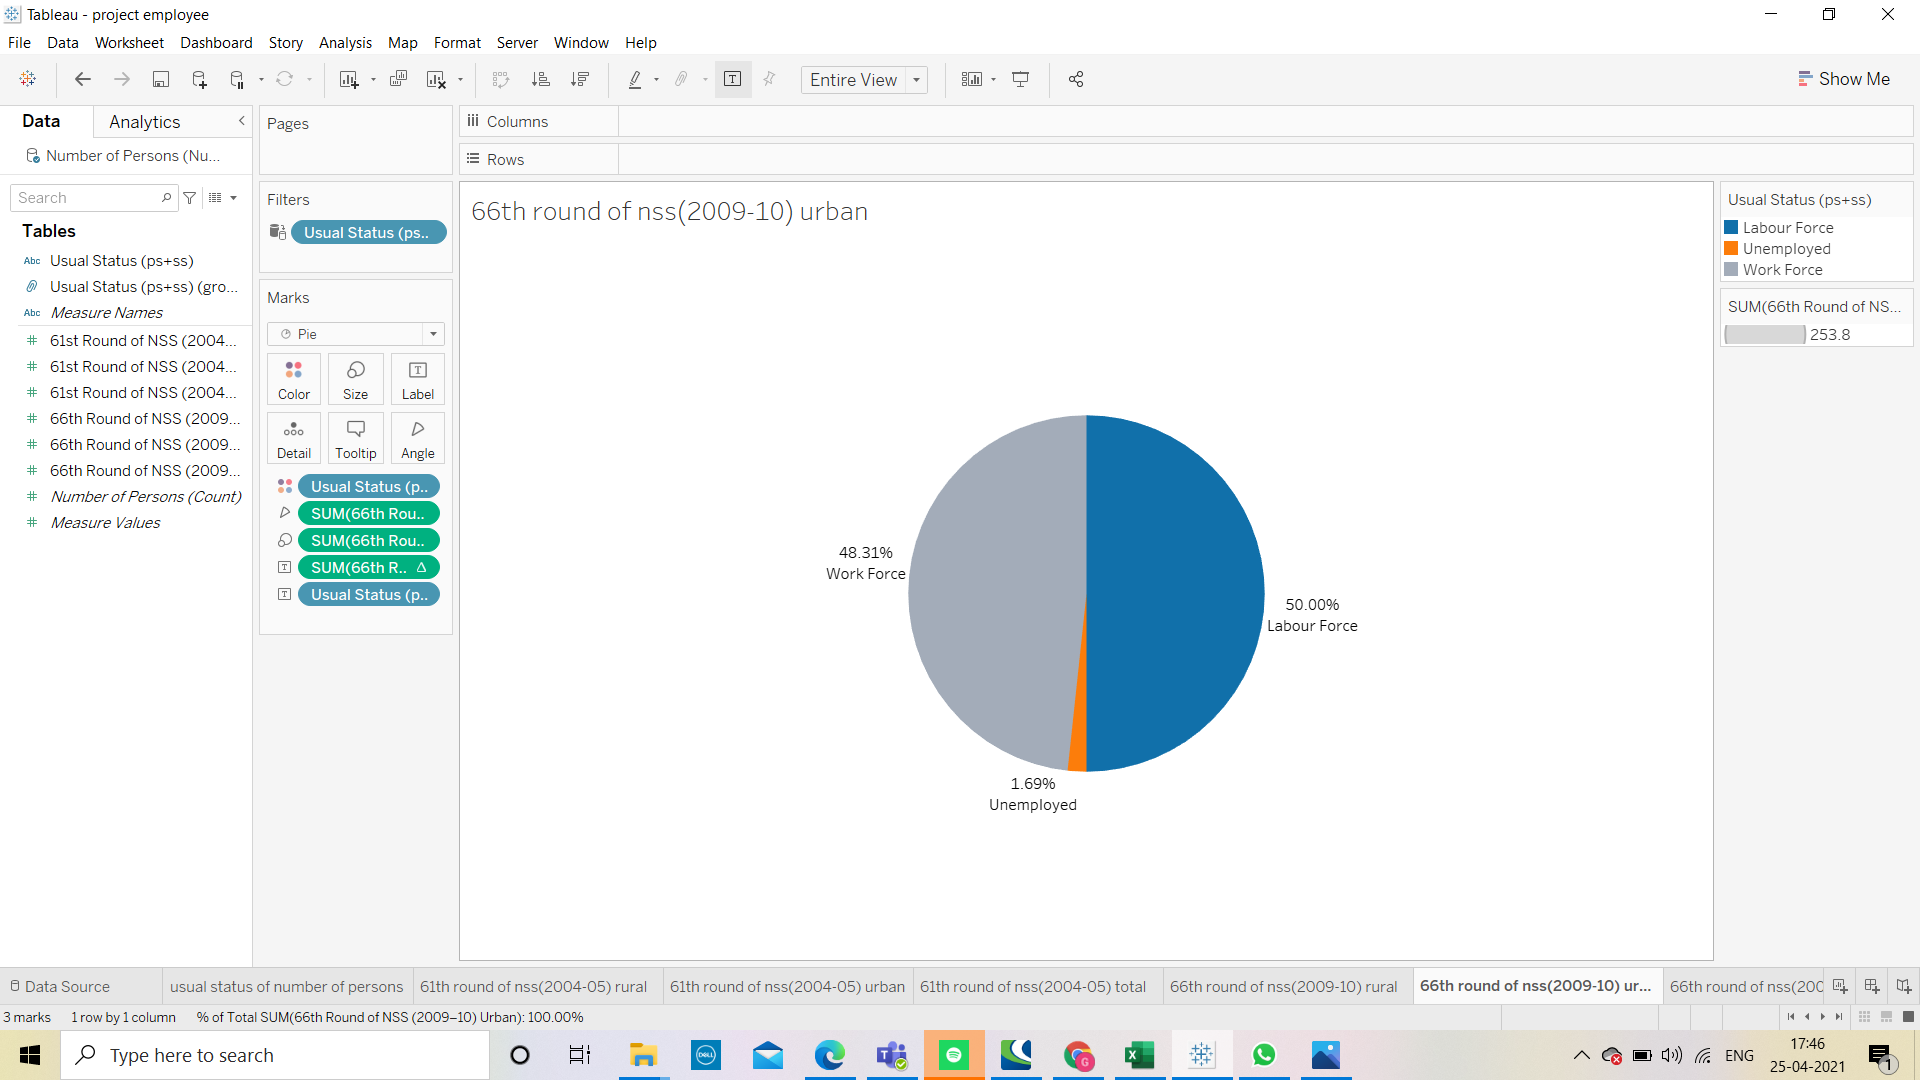 Tableau - project employee
File Data Worksheet Dashboard Story Analysis Map Format Server Window Help
Entire View
Show Me
Data
Analytics
Number of Persons (Nu...
Search
Tables
Abc Usual Status (ps+ss)
Usual Status (ps+ss) (gro...
Abc Measure Names
# 61st Round of NSS (2004...
# 61st Round of NSS (2004...
# 61st Round of NSS (2004...
# 66th Round of NSS (2009...
# 66th Round of NSS (2009...
# 66th Round of NSS (2009...
# Number of Persons (Count)
# Measure Values
Pages
Filters
Usual Status (ps..
Marks
Pie
Color Size Label
Detail Tooltip Angle
Usual Status (p..
SUM(66th Rou..
SUM(66th Rou..
SUM(66th R.. Δ
Usual Status (p..
Columns
Rows
66th round of nss(2009-10) urban
48.31%
Work Force
50.00%
Labour Force
1.69%
Unemployed
Usual Status (ps+ss)
Labour Force
Unemployed
Work Force
SUM(66th Round of NS...
253.8
Data Source
usual status of number of persons
61th round of nss(2004-05) rural
61th round of nss(2004-05) urban
61th round of nss(2004-05) total
66th round of nss(2009-10) rural
66th round of nss(2009-10) ur...
66th round of nss(200
3 marks 1 row by 1 column % of Total SUM(66th Round of NSS (2009–10) Urban): 100.00%
Type here to search
DELL
ENG
17:46
25-04-2021
1